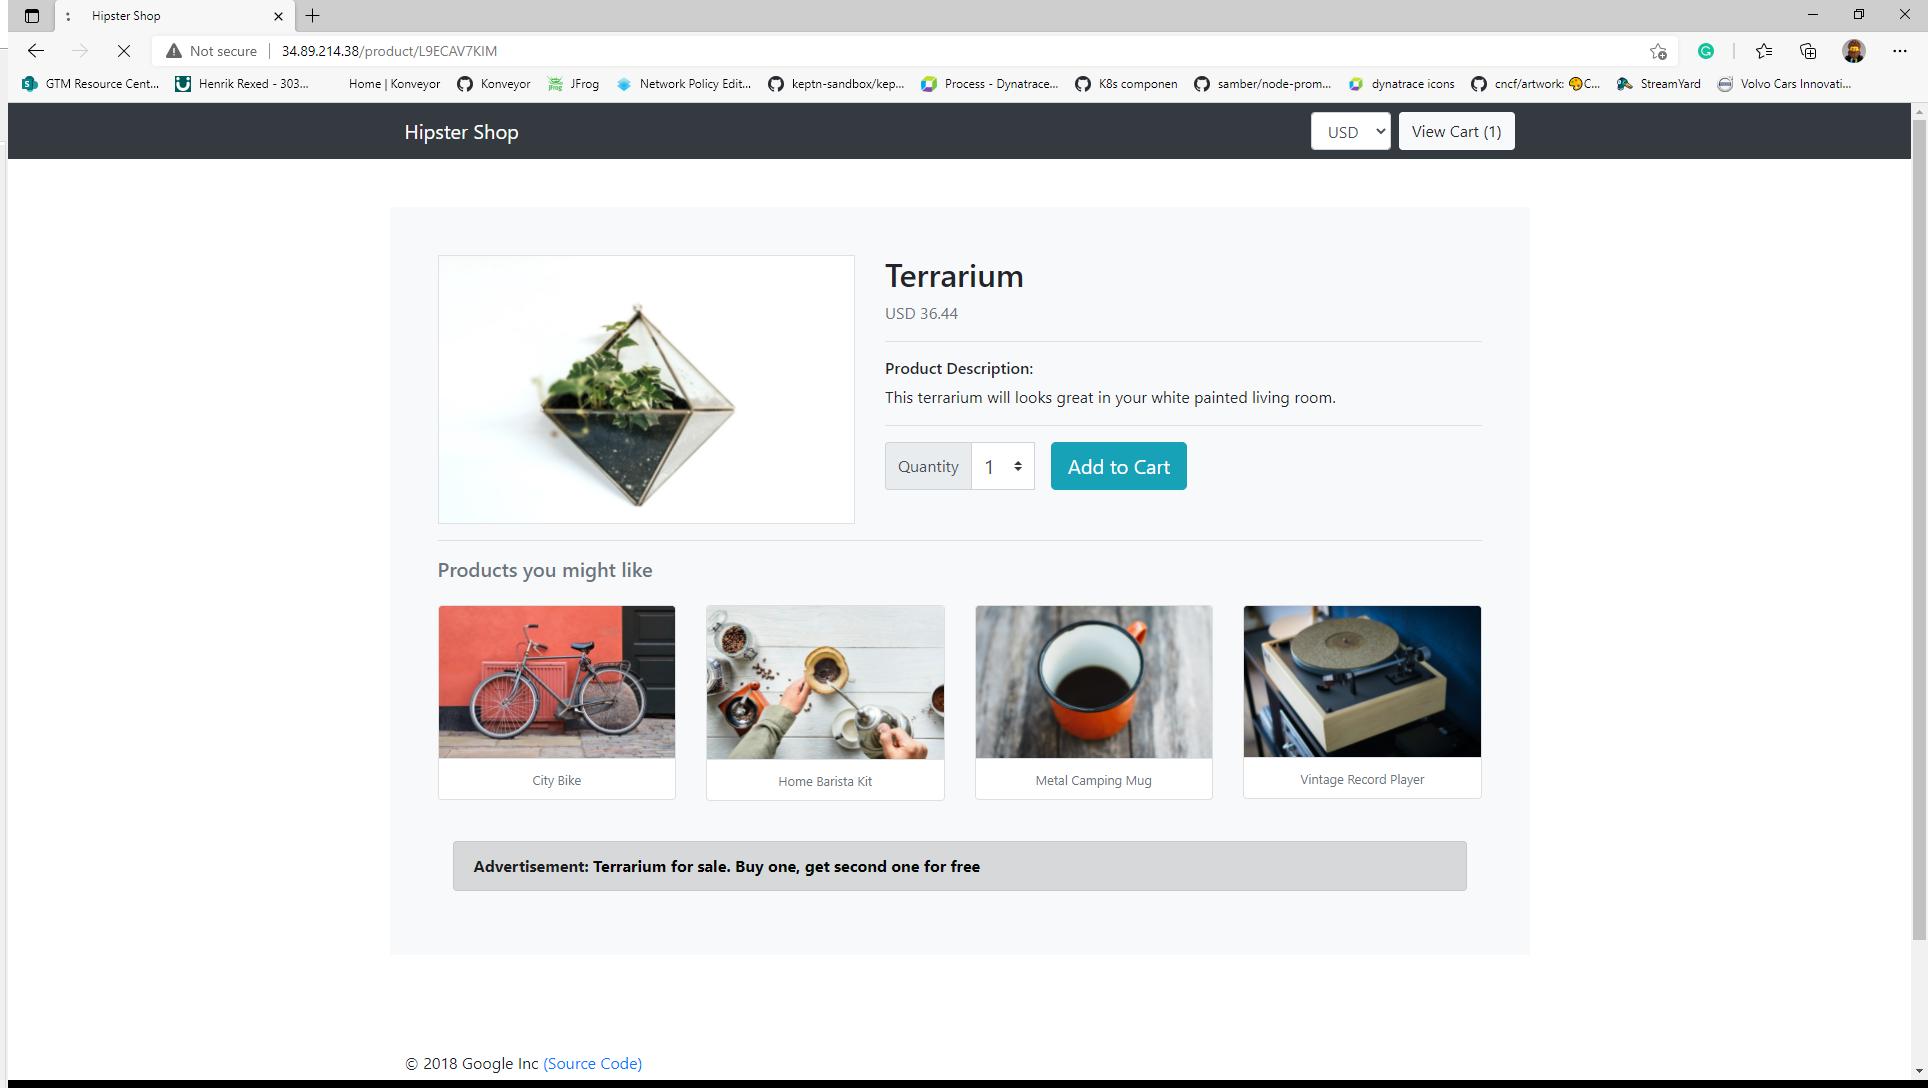 Hipster Shop
Not secure 34.89.214.38/product/L9ECAV7KIM
GTM Resource Cent... Henrik Rexed - 303... Home | Konveyor Konveyor JFrog Network Policy Edit... keptn-sandbox/kep... Process - Dynatrace... K8s componen samber/node-prom... dynatrace icons cncf/artwork: 🎨C... StreamYard Volvo Cars Innovati...
Hipster Shop USD View Cart (1)
Terrarium
USD 36.44
Product Description:
This terrarium will looks great in your white painted living room.
Quantity 1 Add to Cart
Products you might like
City Bike Home Barista Kit Metal Camping Mug Vintage Record Player
Advertisement: Terrarium for sale. Buy one, get second one for free
© 2018 Google Inc (Source Code)